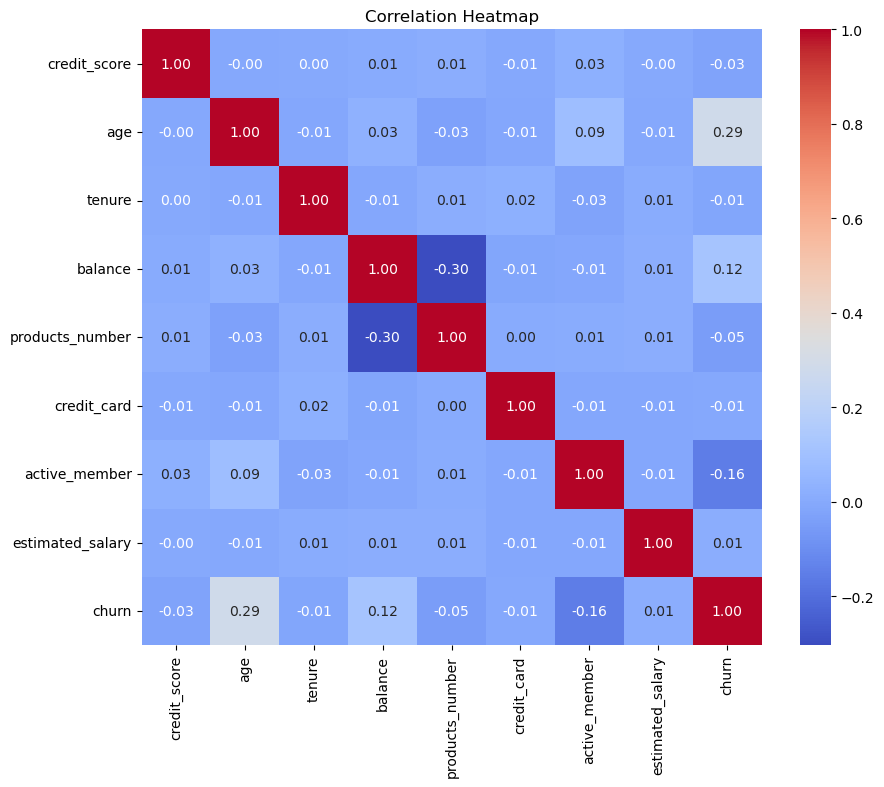 Correlation Heatmap
credit_score 1.00 -0.00 0.00 0.01 0.01 -0.01 0.03 -0.00 -0.03
age -0.00 1.00 -0.01 0.03 -0.03 -0.01 0.09 -0.01 0.29
tenure 0.00 -0.01 1.00 -0.01 0.01 0.02 -0.03 0.01 -0.01
balance 0.01 0.03 -0.01 1.00 -0.30 -0.01 -0.01 0.01 0.12
products_number 0.01 -0.03 0.01 -0.30 1.00 0.00 0.01 0.01 -0.05
credit_card -0.01 -0.01 0.02 -0.01 0.00 1.00 -0.01 -0.01 -0.01
active_member 0.03 0.09 -0.03 -0.01 0.01 -0.01 1.00 -0.01 -0.16
estimated_salary -0.00 -0.01 0.01 0.01 0.01 -0.01 -0.01 1.00 0.01
churn -0.03 0.29 -0.01 0.12 -0.05 -0.01 -0.16 0.01 1.00
credit_score
age
tenure
balance
products_number
credit_card
active_member
estimated_salary
churn
1.0
0.8
0.6
0.4
0.2
0.0
−0.2